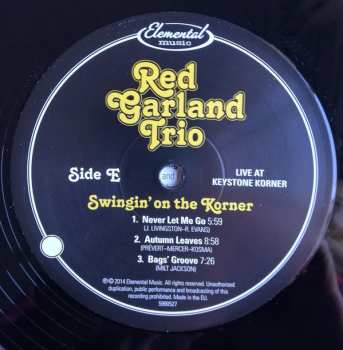 Elemental
music
Red
Garland
Trio
Side E
and
LIVE AT
KEYSTONE KORNER
Swingin' on the Korner
1. Never Let Me Go 5:59
(J. LIVINGSTON–R. EVANS)
2. Autumn Leaves 8:58
(PRÉVERT–MERCER–KOSMA)
3. Bags' Groove 7:26
(MILT JACKSON)
℗© 2014 Elemental Music. All rights reserved. Unauthorized
duplication, public performance and broadcasting of this
recording prohibited. Made in the EU.
5990527